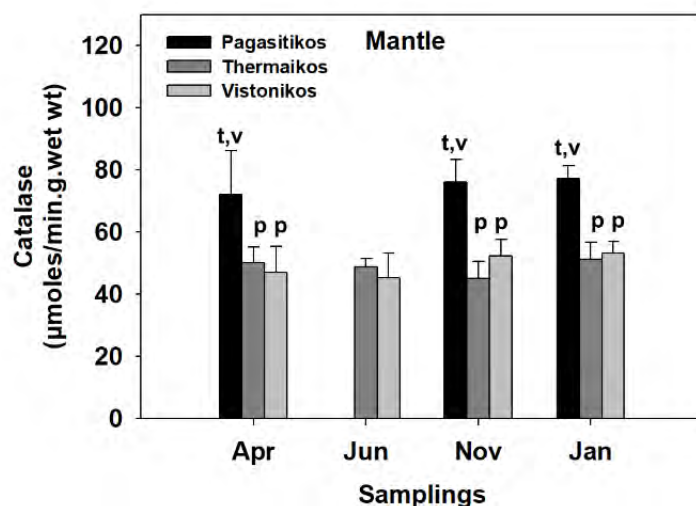 Mantle
Pagasitikos
Thermaikos
Vistonikos
Catalase
(μmoles/min.g.wet wt)
120
100
80
60
40
20
0
t,v
p p
t,v
p p
t,v
p p
Apr Jun Nov Jan
Samplings